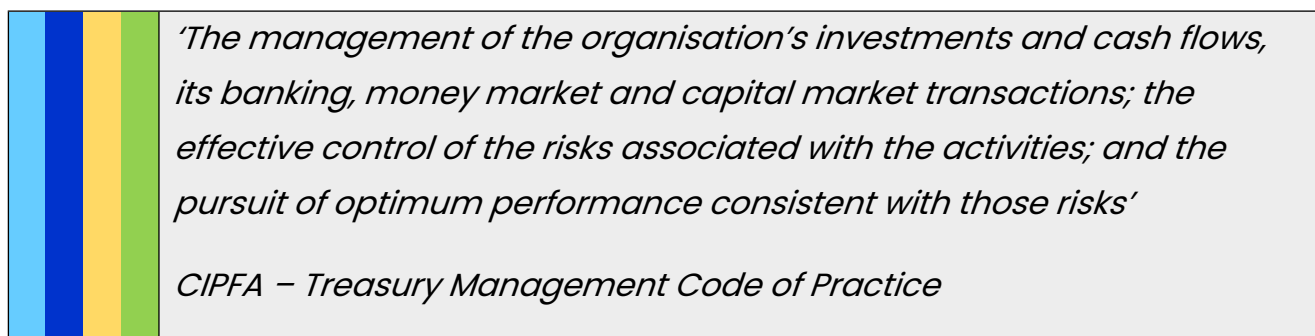 ‘The management of the organisation’s investments and cash flows,
its banking, money market and capital market transactions; the
effective control of the risks associated with the activities; and the
pursuit of optimum performance consistent with those risks’
CIPFA – Treasury Management Code of Practice